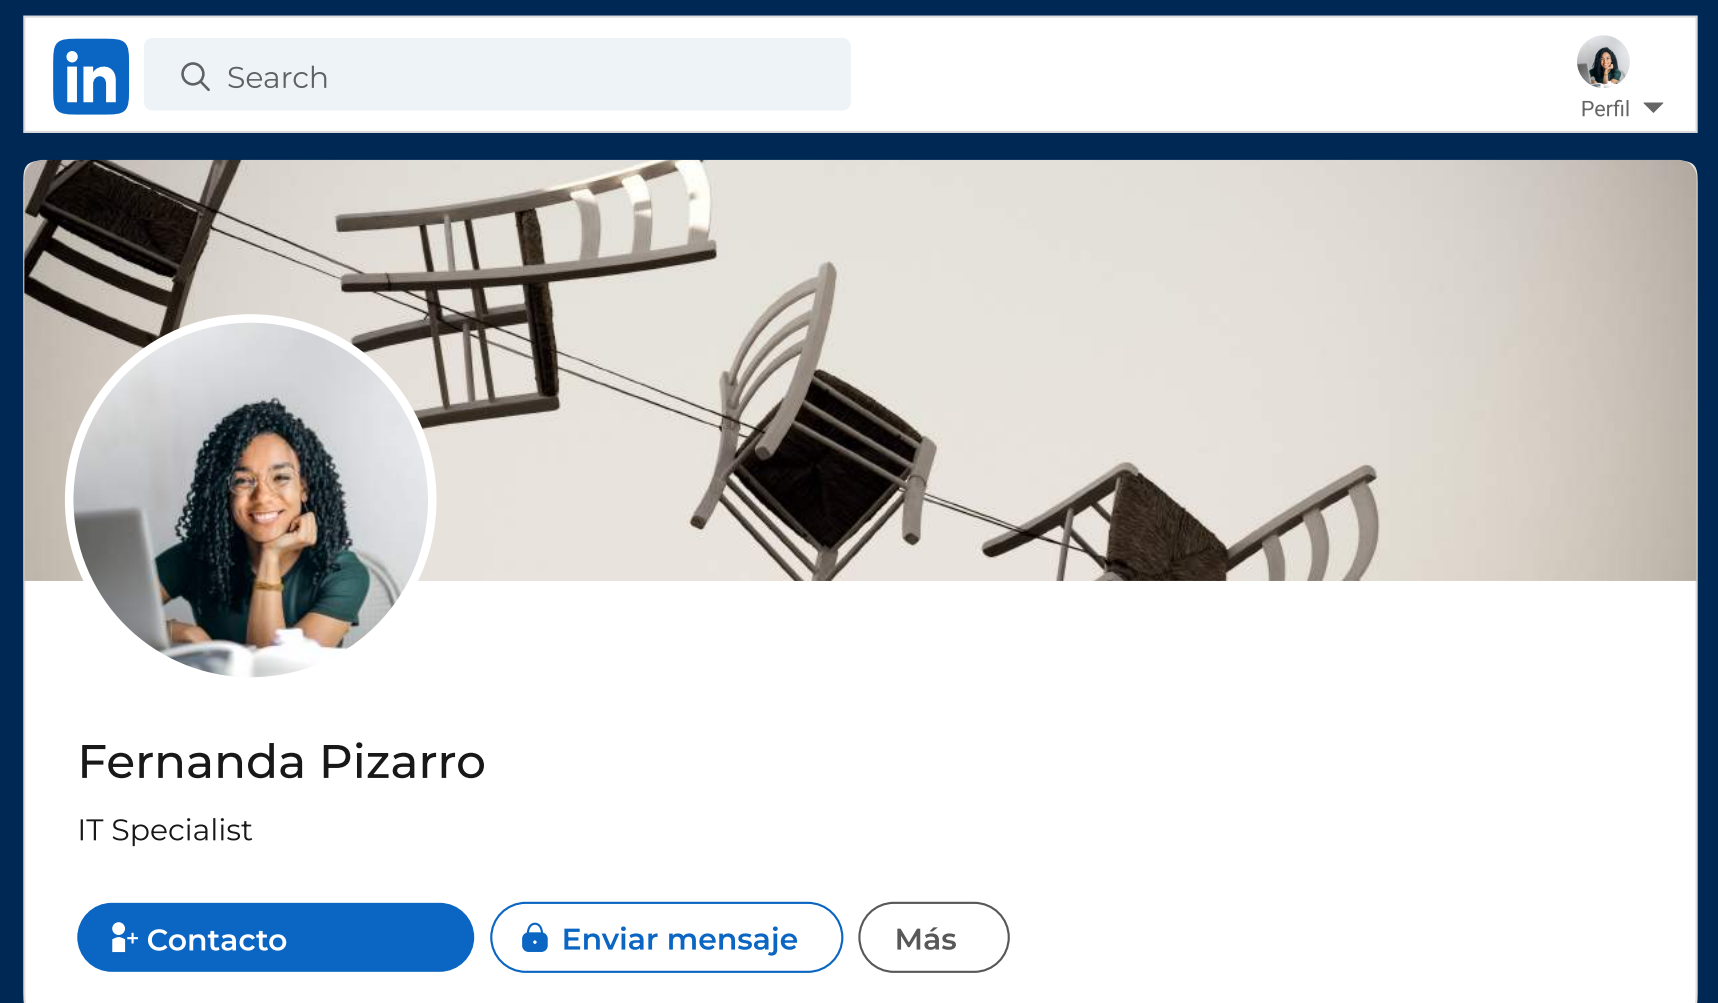 in
Search
Perfil
Fernanda Pizarro
IT Specialist
Contacto
Enviar mensaje
Más